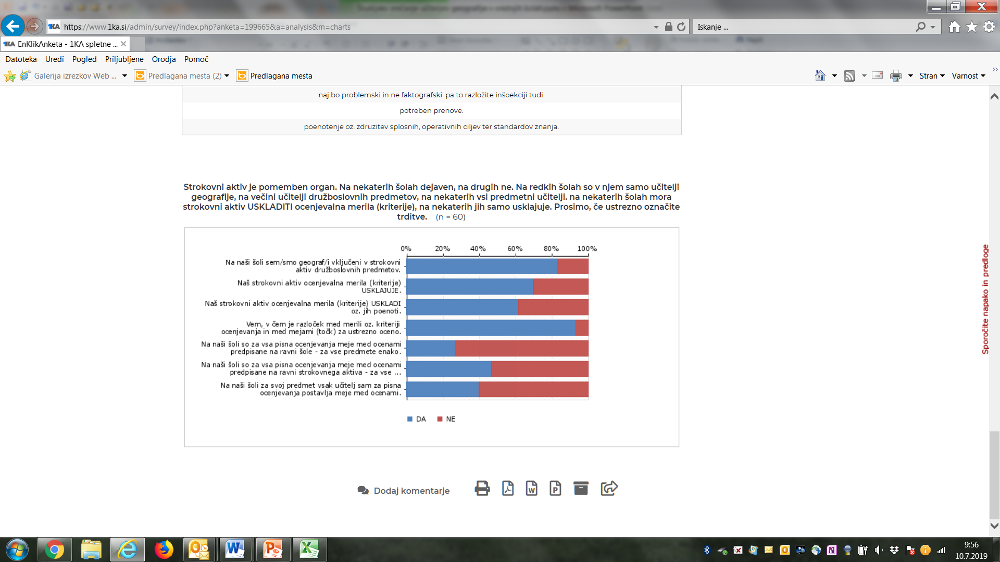 https://www.1ka.si/admin/survey/index.php?anketa=199665&a=analysis&m=charts
Iskanje ...
1KA EnKlikAnketa - 1KA spletne ...
Datoteka Uredi Pogled Priljubljene Orodja Pomoč
Galerija izrezkov Web ... Predlagana mesta (2) Predlagana mesta Stran Varnost
naj bo problemski in ne faktografski. pa to razložite inšoekciji tudi.
potreben prenove.
poenotenje oz. zdruzitev splosnih, operativnih ciljev ter standardov znanja.
Strokovni aktiv je pomemben organ. Na nekaterih šolah dejaven, na drugih ne. Na redkih šolah so v njem samo učitelji
geografije, na večini učitelji družboslovnih predmetov, na nekaterih vsi predmetni učitelji. na nekaterih šolah mora
strokovni aktiv USKLADITI ocenjevalna merila (kriterije), na nekaterih jih samo usklajuje. Prosimo, če ustrezno označite
trditve. (n = 60)
0% 20% 40% 60% 80% 100%
Na naši šoli sem/smo geograf/i vključeni v strokovni
aktiv družboslovnih predmetov.
Naš strokovni aktiv ocenjevalna merila (kriterije)
USKLAJUJE.
Naš strokovni aktiv ocenjevalna merila (kriterije) USKLADI
oz. jih poenoti.
Vem, v čem je razloček med merili oz. kriteriji
ocenjevanja in med mejami (točk) za ustrezno oceno.
Na naši šoli so za vsa pisna ocenjevanja meje med ocenami
predpisane na ravni šole - za vse predmete enako.
Na naši šoli so za vsa pisna ocenjevanja meje med ocenami
predpisane na ravni strokovnega aktiva - za vse ...
Na naši šoli za svoj predmet vsak učitelj sam za pisna
ocenjevanja postavlja meje med ocenami.
DA NE
Sporočite napako in predloge
Dodaj komentarje
9:56
10.7.2019